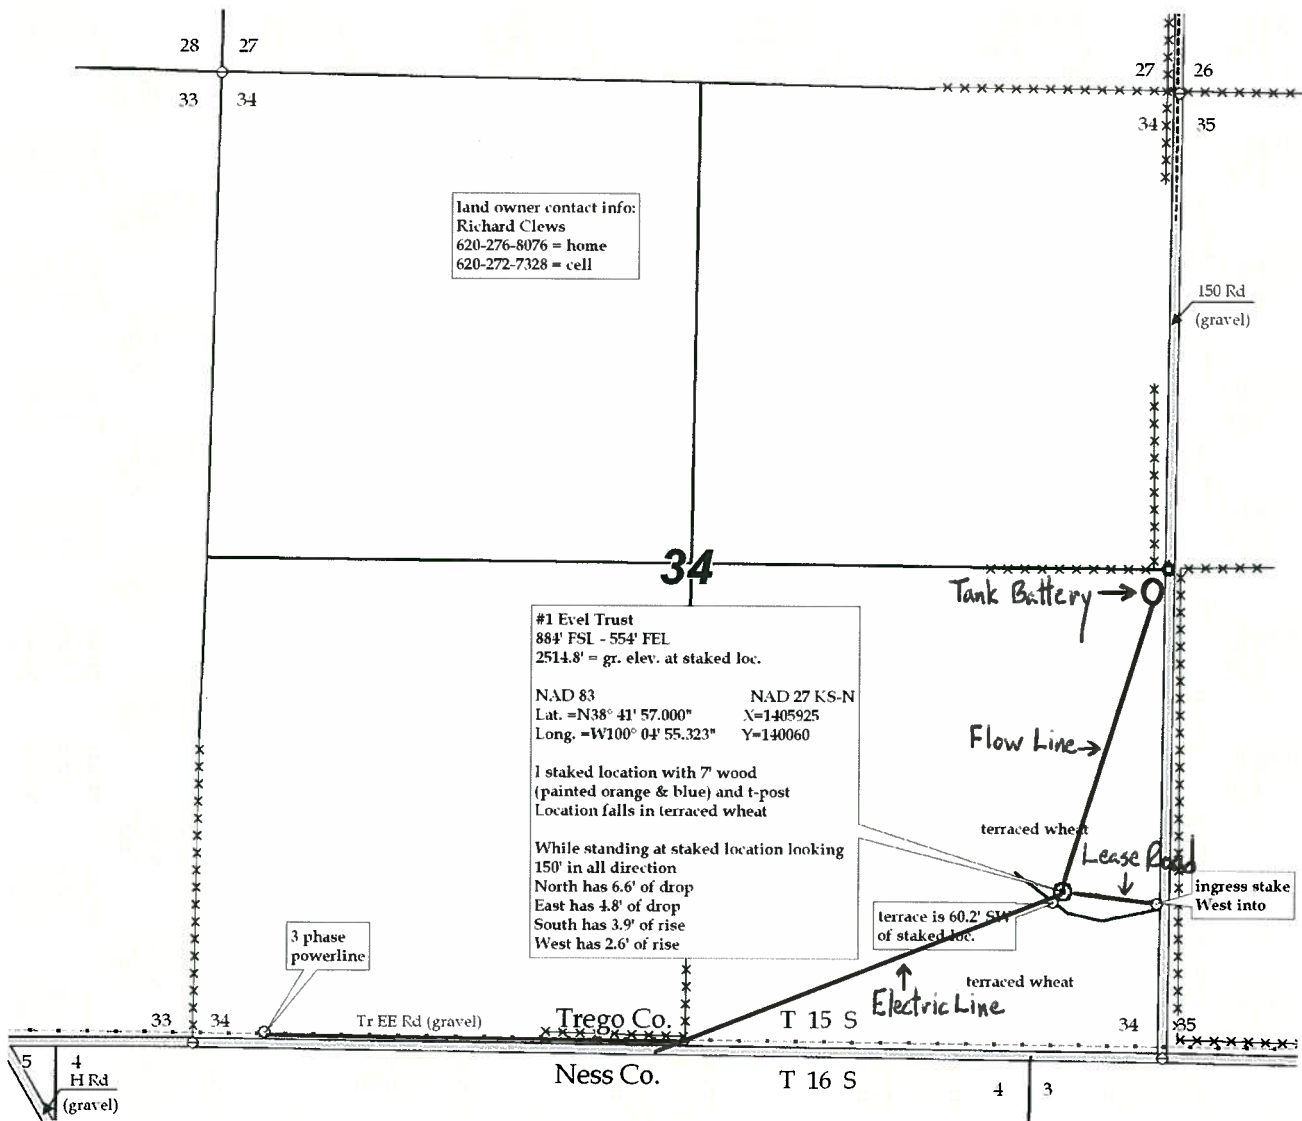 28 27
27 26
33 34
34 35
land owner contact info:
Richard Clews
620-276-8076 = home
620-272-7328 = cell
150 Rd
(gravel)
34
Tank Battery
#1 Evel Trust
884' FSL - 554' FEL
2514.8' = gr. elev. at staked loc.
NAD 83 NAD 27 KS-N
Lat. =N38° 41' 57.000" X=1405925
Long. =W100° 04' 55.323" Y=140060
I staked location with 7' wood
(painted orange & blue) and t-post
Location falls in terraced wheat
While standing at staked location looking
150' in all direction
North has 6.6' of drop
East has 4.8' of drop
South has 3.9' of rise
West has 2.6' of rise
Flow Line
terraced wheat
Lease Road
ingress stake
West into
terrace is 60.2' SW
of staked loc.
3 phase
powerline
terraced wheat
Electric Line
33 34
Tr EE Rd (gravel)
Trego Co. T 15 S
34 35
5 4
H Rd
(gravel)
Ness Co. T 16 S
4 3